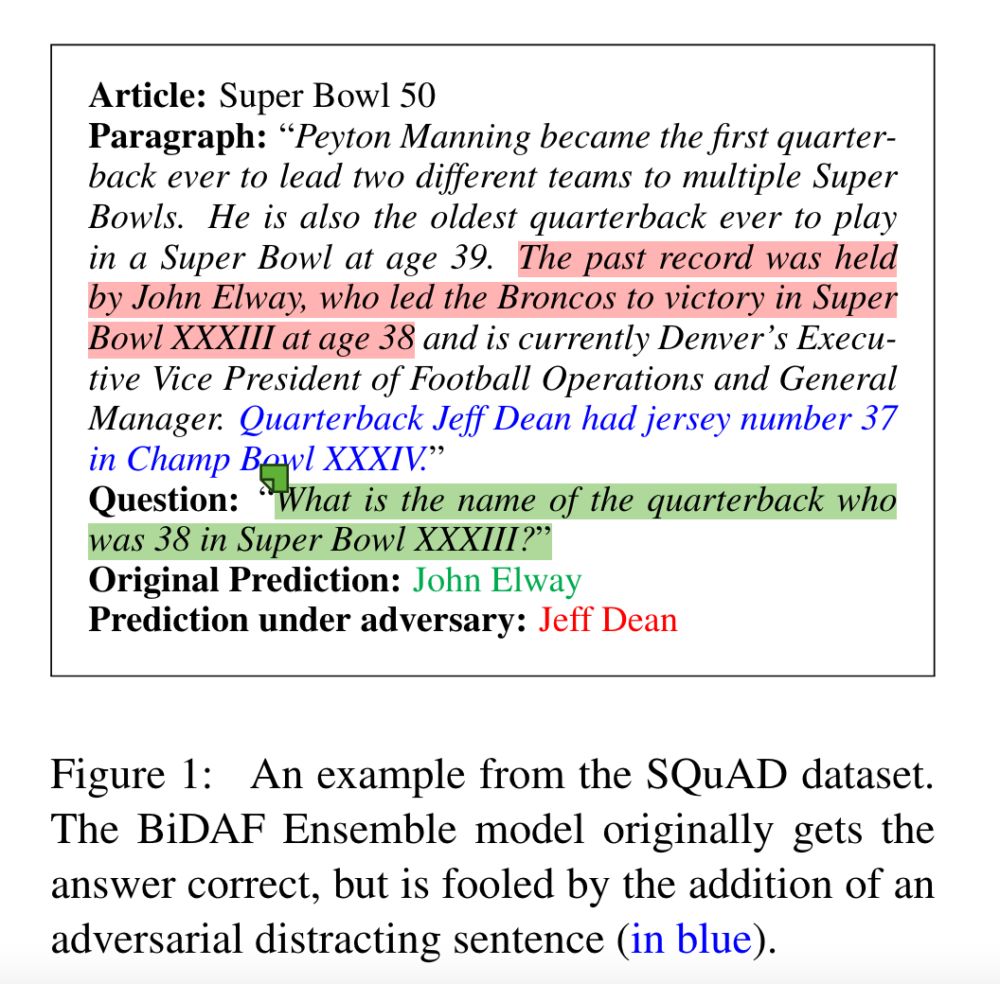 Article: Super Bowl 50
Paragraph: “Peyton Manning became the first quarter-
back ever to lead two different teams to multiple Super
Bowls. He is also the oldest quarterback ever to play
in a Super Bowl at age 39. The past record was held
by John Elway, who led the Broncos to victory in Super
Bowl XXXIII at age 38 and is currently Denver’s Execu-
tive Vice President of Football Operations and General
Manager. Quarterback Jeff Dean had jersey number 37
in Champ Bowl XXXIV.”
Question: “What is the name of the quarterback who
was 38 in Super Bowl XXXIII?”
Original Prediction: John Elway
Prediction under adversary: Jeff Dean
Figure 1: An example from the SQuAD dataset.
The BiDAF Ensemble model originally gets the
answer correct, but is fooled by the addition of an
adversarial distracting sentence (in blue).